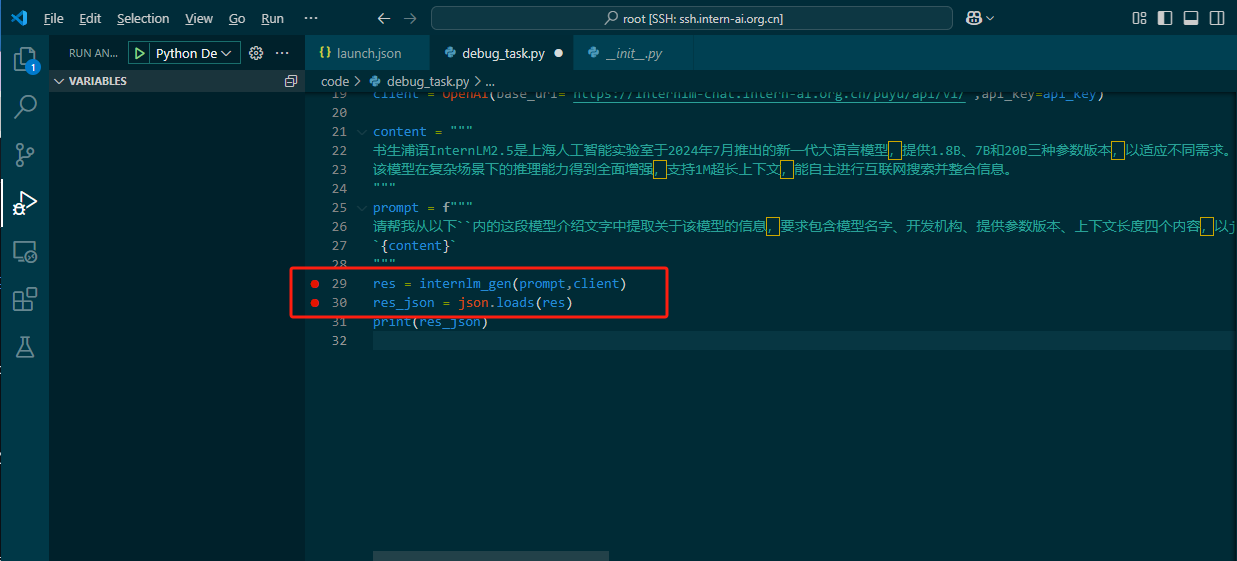 File Edit Selection View Go Run ··· root [SSH: ssh.intern-ai.org.cn]
RUN AN... Python De ···
launch.json debug_task.py __init__.py
1
VARIABLES
code > debug_task.py > ...
19 client = OpenAI(base_url="https://internlm-chat.intern-ai.org.cn/puyu/api/v1/",api_key=api_key)
20
21 content = """
22 书生浦语InternLM2.5是上海人工智能实验室于2024年7月推出的新一代大语言模型，提供1.8B、7B和20B三种参数版本，以适应不同需求。
23 该模型在复杂场景下的推理能力得到全面增强，支持1M超长上下文，能自主进行互联网搜索并整合信息。
24 """
25 prompt = f"""
26 请帮我从以下``内的这段模型介绍文字中提取关于该模型的信息，要求包含模型名字、开发机构、提供参数版本、上下文长度四个内容，以j
27 `{content}`
28 """
29 res = internlm_gen(prompt,client)
30 res_json = json.loads(res)
31 print(res_json)
32